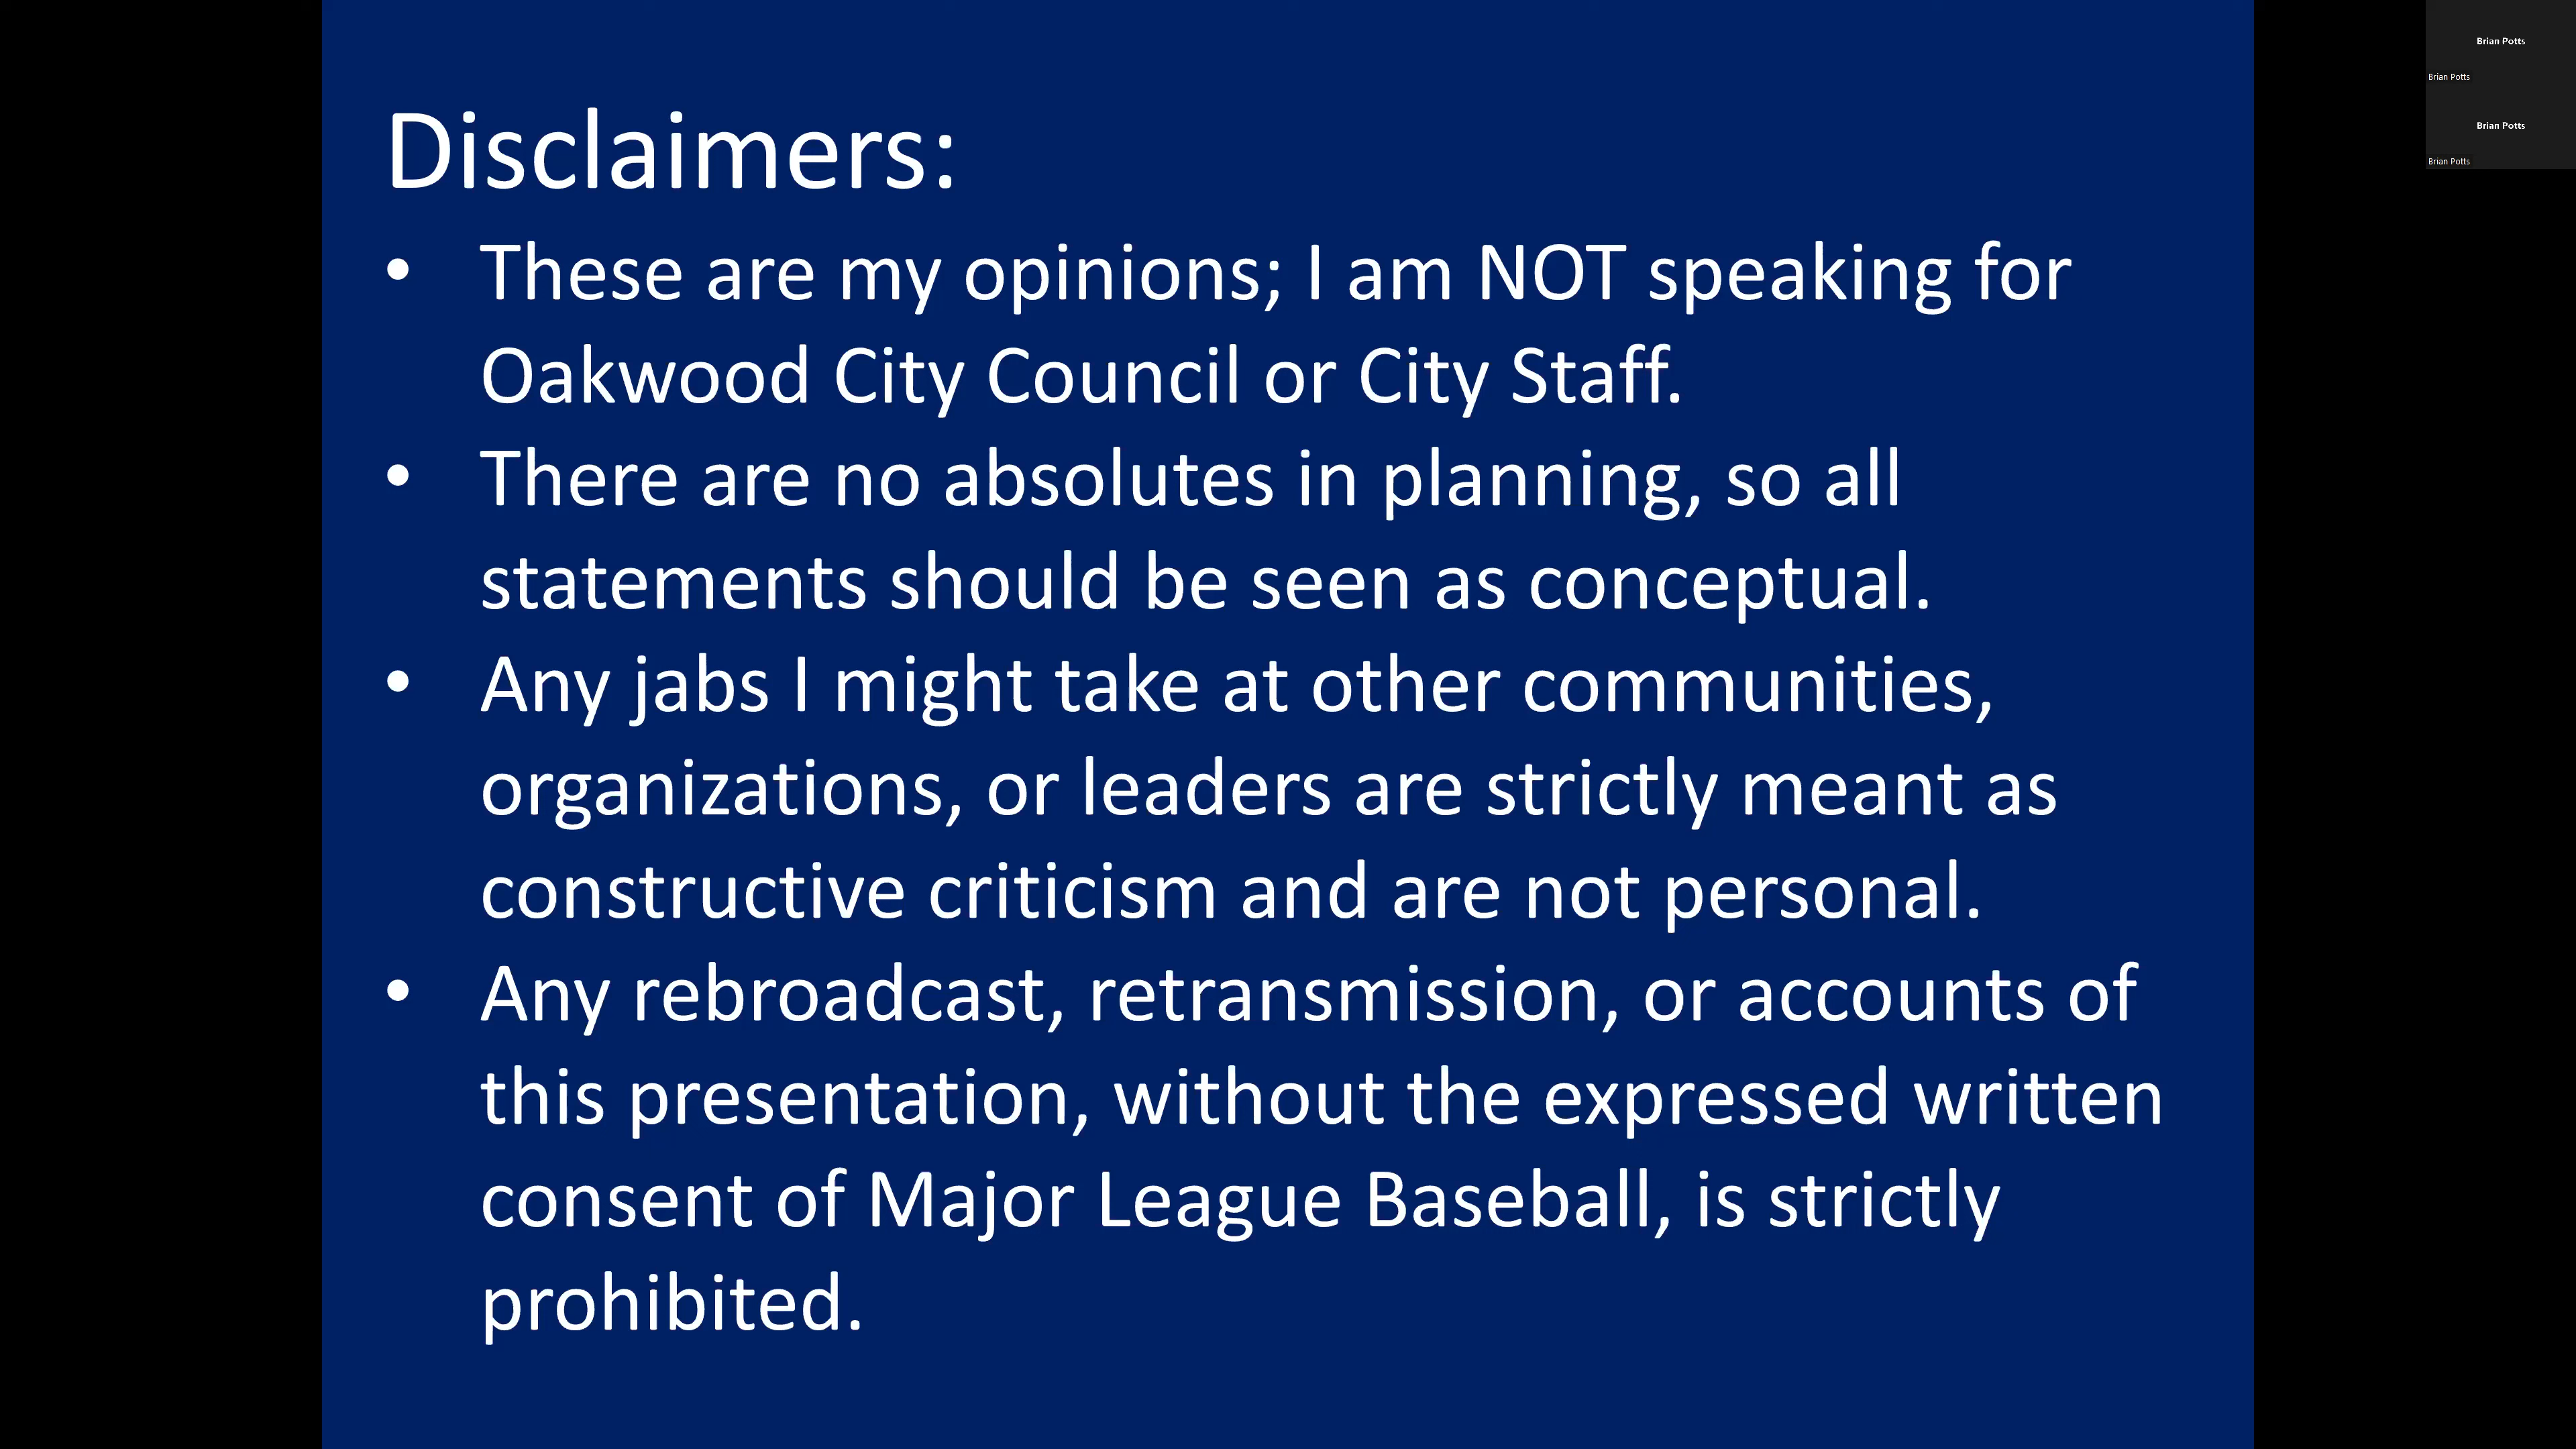 Disclaimers:
• These are my opinions; I am NOT speaking for
Oakwood City Council or City Staff.
• There are no absolutes in planning, so all
statements should be seen as conceptual.
• Any jabs I might take at other communities,
organizations, or leaders are strictly meant as
constructive criticism and are not personal.
• Any rebroadcast, retransmission, or accounts of
this presentation, without the expressed written
consent of Major League Baseball, is strictly
prohibited.
Brian Potts
Brian Potts
Brian Potts
Brian Potts